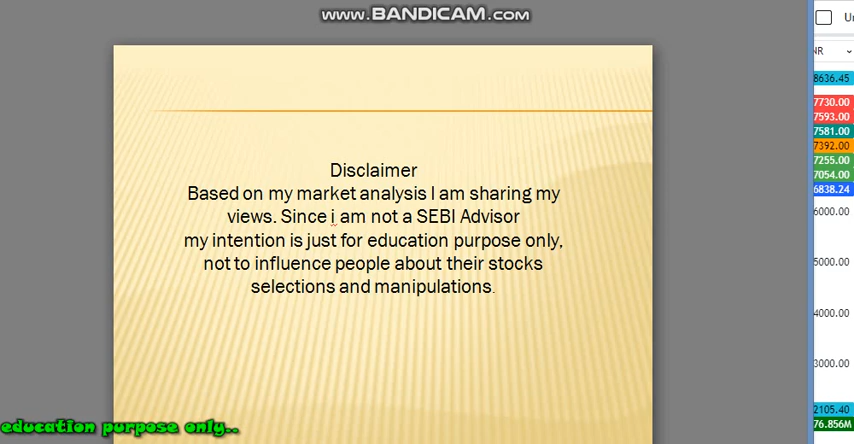 www.BANDICAM.com
Disclaimer
Based on my market analysis I am sharing my
views. Since i am not a SEBI Advisor
my intention is just for education purpose only,
not to influence people about their stocks
selections and manipulations.
education purpose only..
Un
NR
8636.45
7730.00
7593.00
7581.00
7392.00
7255.00
7054.00
6838.24
6000.00
5000.00
4000.00
3000.00
2105.40
76.856M